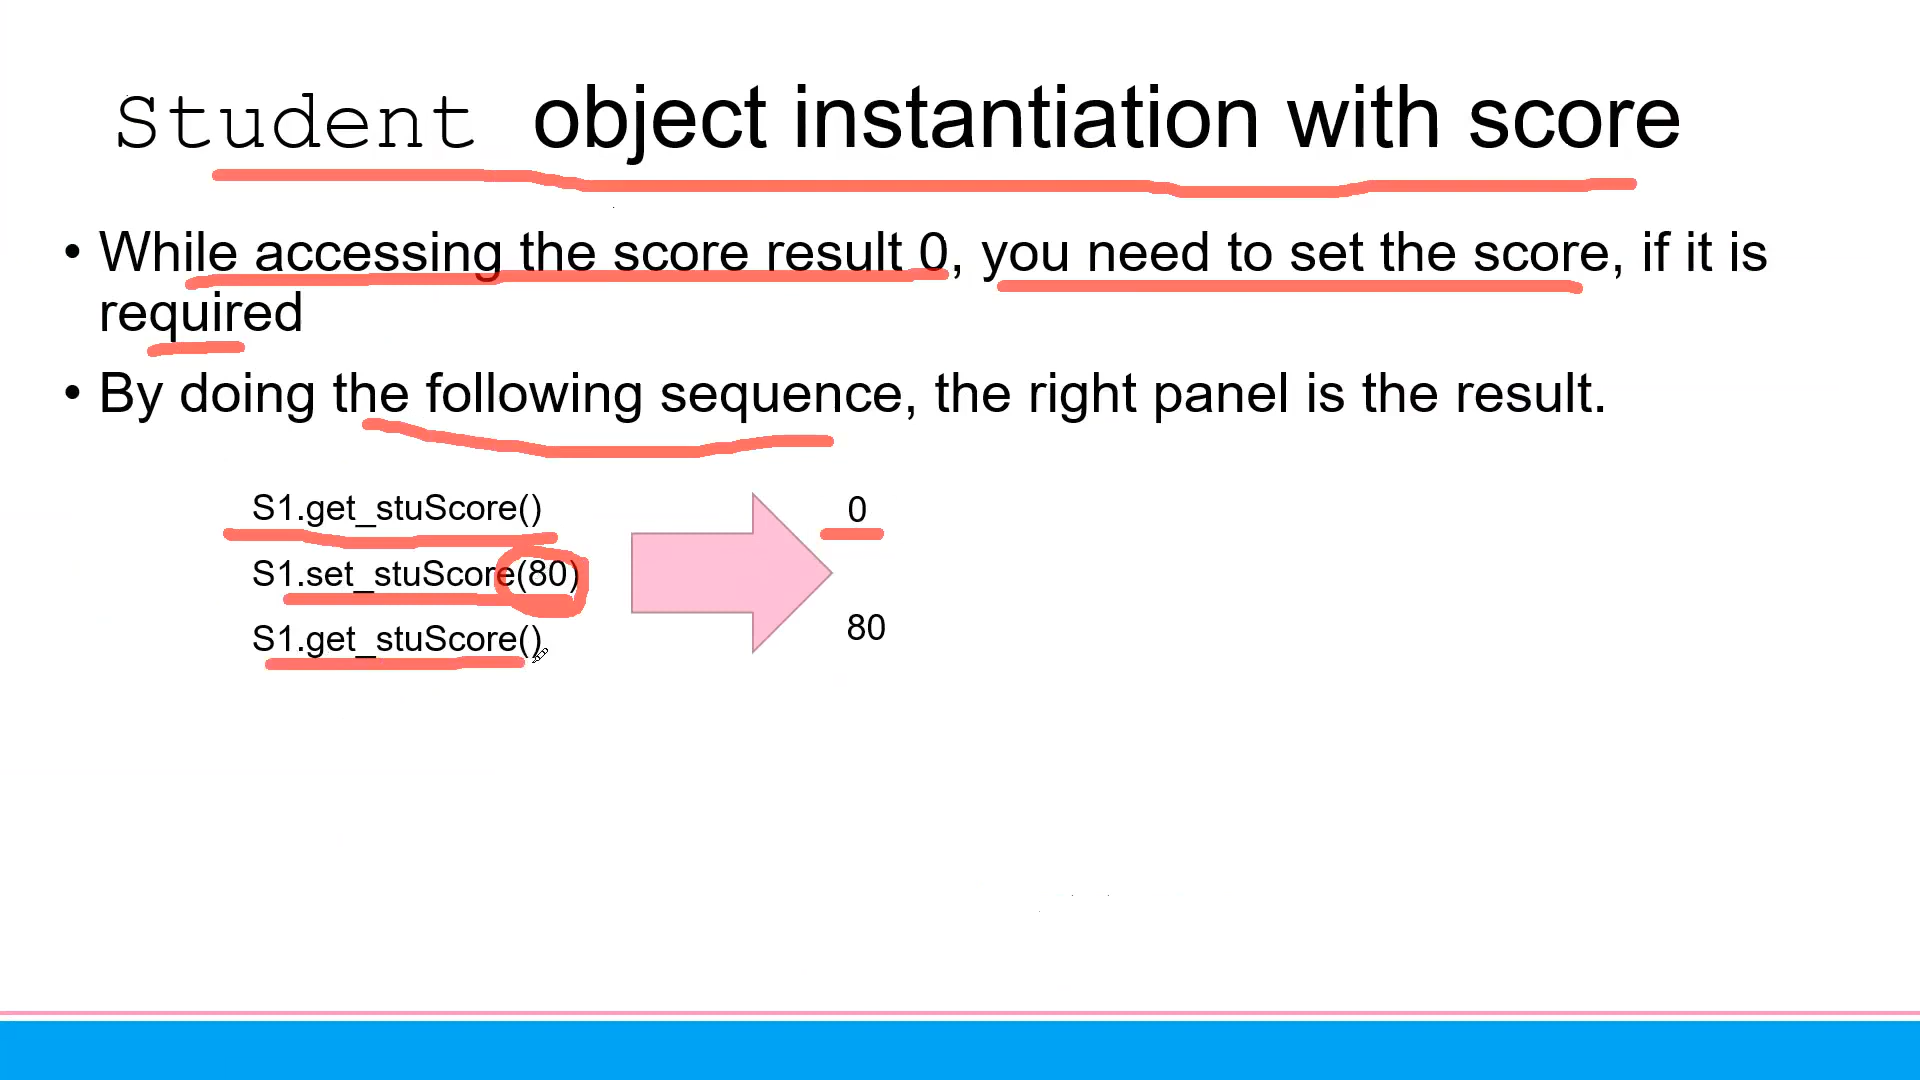 Student object instantiation with score
• While accessing the score result 0, you need to set the score, if it is
required
• By doing the following sequence, the right panel is the result.
S1.get_stuScore()
0
S1.set_stuScore(80)
S1.get_stuScore()
80